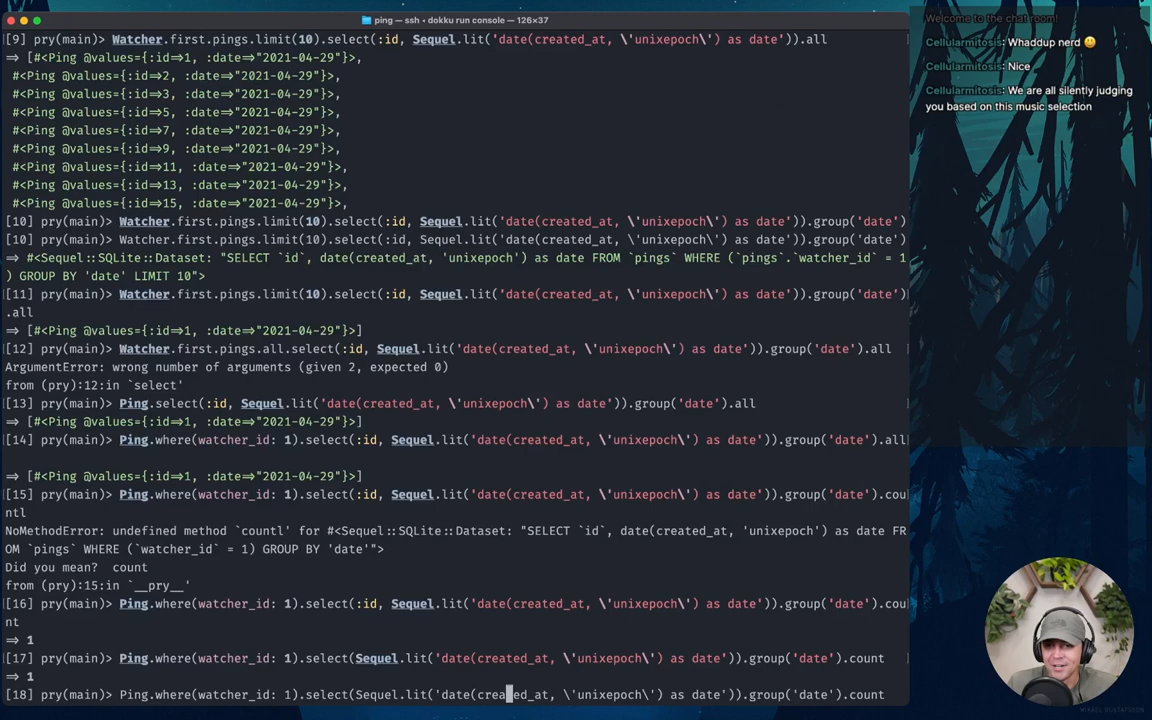 ping — ssh ‹ dokku run console — 126×37
[9] pry(main)> Watcher.first.pings.limit(10).select(:id, Sequel.lit('date(created_at, \'unixepoch\') as date')).all
=> [#<Ping @values={:id=>1, :date=>"2021-04-29"}>,
#<Ping @values={:id=>2, :date=>"2021-04-29"}>,
#<Ping @values={:id=>3, :date=>"2021-04-29"}>,
#<Ping @values={:id=>5, :date=>"2021-04-29"}>,
#<Ping @values={:id=>7, :date=>"2021-04-29"}>,
#<Ping @values={:id=>9, :date=>"2021-04-29"}>,
#<Ping @values={:id=>11, :date=>"2021-04-29"}>,
#<Ping @values={:id=>13, :date=>"2021-04-29"}>,
#<Ping @values={:id=>15, :date=>"2021-04-29"}>,
[10] pry(main)> Watcher.first.pings.limit(10).select(:id, Sequel.lit('date(created_at, \'unixepoch\') as date')).group('date')
[10] pry(main)> Watcher.first.pings.limit(10).select(:id, Sequel.lit('date(created_at, \'unixepoch\') as date')).group('date')
=> #<Sequel::SQLite::Dataset: "SELECT `id`, date(created_at, 'unixepoch') as date FROM `pings` WHERE (`pings`.`watcher_id` = 1
) GROUP BY 'date' LIMIT 10">
[11] pry(main)> Watcher.first.pings.limit(10).select(:id, Sequel.lit('date(created_at, \'unixepoch\') as date')).group('date')
.all
=> [#<Ping @values={:id=>1, :date=>"2021-04-29"}>]
[12] pry(main)> Watcher.first.pings.all.select(:id, Sequel.lit('date(created_at, \'unixepoch\') as date')).group('date').all
ArgumentError: wrong number of arguments (given 2, expected 0)
from (pry):12:in `select'
[13] pry(main)> Ping.select(:id, Sequel.lit('date(created_at, \'unixepoch\') as date')).group('date').all
=> [#<Ping @values={:id=>1, :date=>"2021-04-29"}>]
[14] pry(main)> Ping.where(watcher_id: 1).select(:id, Sequel.lit('date(created_at, \'unixepoch\') as date')).group('date').all
=> [#<Ping @values={:id=>1, :date=>"2021-04-29"}>]
[15] pry(main)> Ping.where(watcher_id: 1).select(:id, Sequel.lit('date(created_at, \'unixepoch\') as date')).group('date').cou
ntl
NoMethodError: undefined method `countl' for #<Sequel::SQLite::Dataset: "SELECT `id`, date(created_at, 'unixepoch') as date FR
OM `pings` WHERE (`watcher_id` = 1) GROUP BY 'date'">
Did you mean?  count
from (pry):15:in `__pry__'
[16] pry(main)> Ping.where(watcher_id: 1).select(:id, Sequel.lit('date(created_at, \'unixepoch\') as date')).group('date').cou
nt
=> 1
[17] pry(main)> Ping.where(watcher_id: 1).select(Sequel.lit('date(created_at, \'unixepoch\') as date')).group('date').count
=> 1
[18] pry(main)> Ping.where(watcher_id: 1).select(Sequel.lit('date(created_at, \'unixepoch\') as date')).group('date').count
Welcome to the chat room!
Cellularmitosis: Whaddup nerd 😃
Cellularmitosis: Nice
Cellularmitosis: We are all silently judging
you based on this music selection
MIKAEL GUSTAFSSON